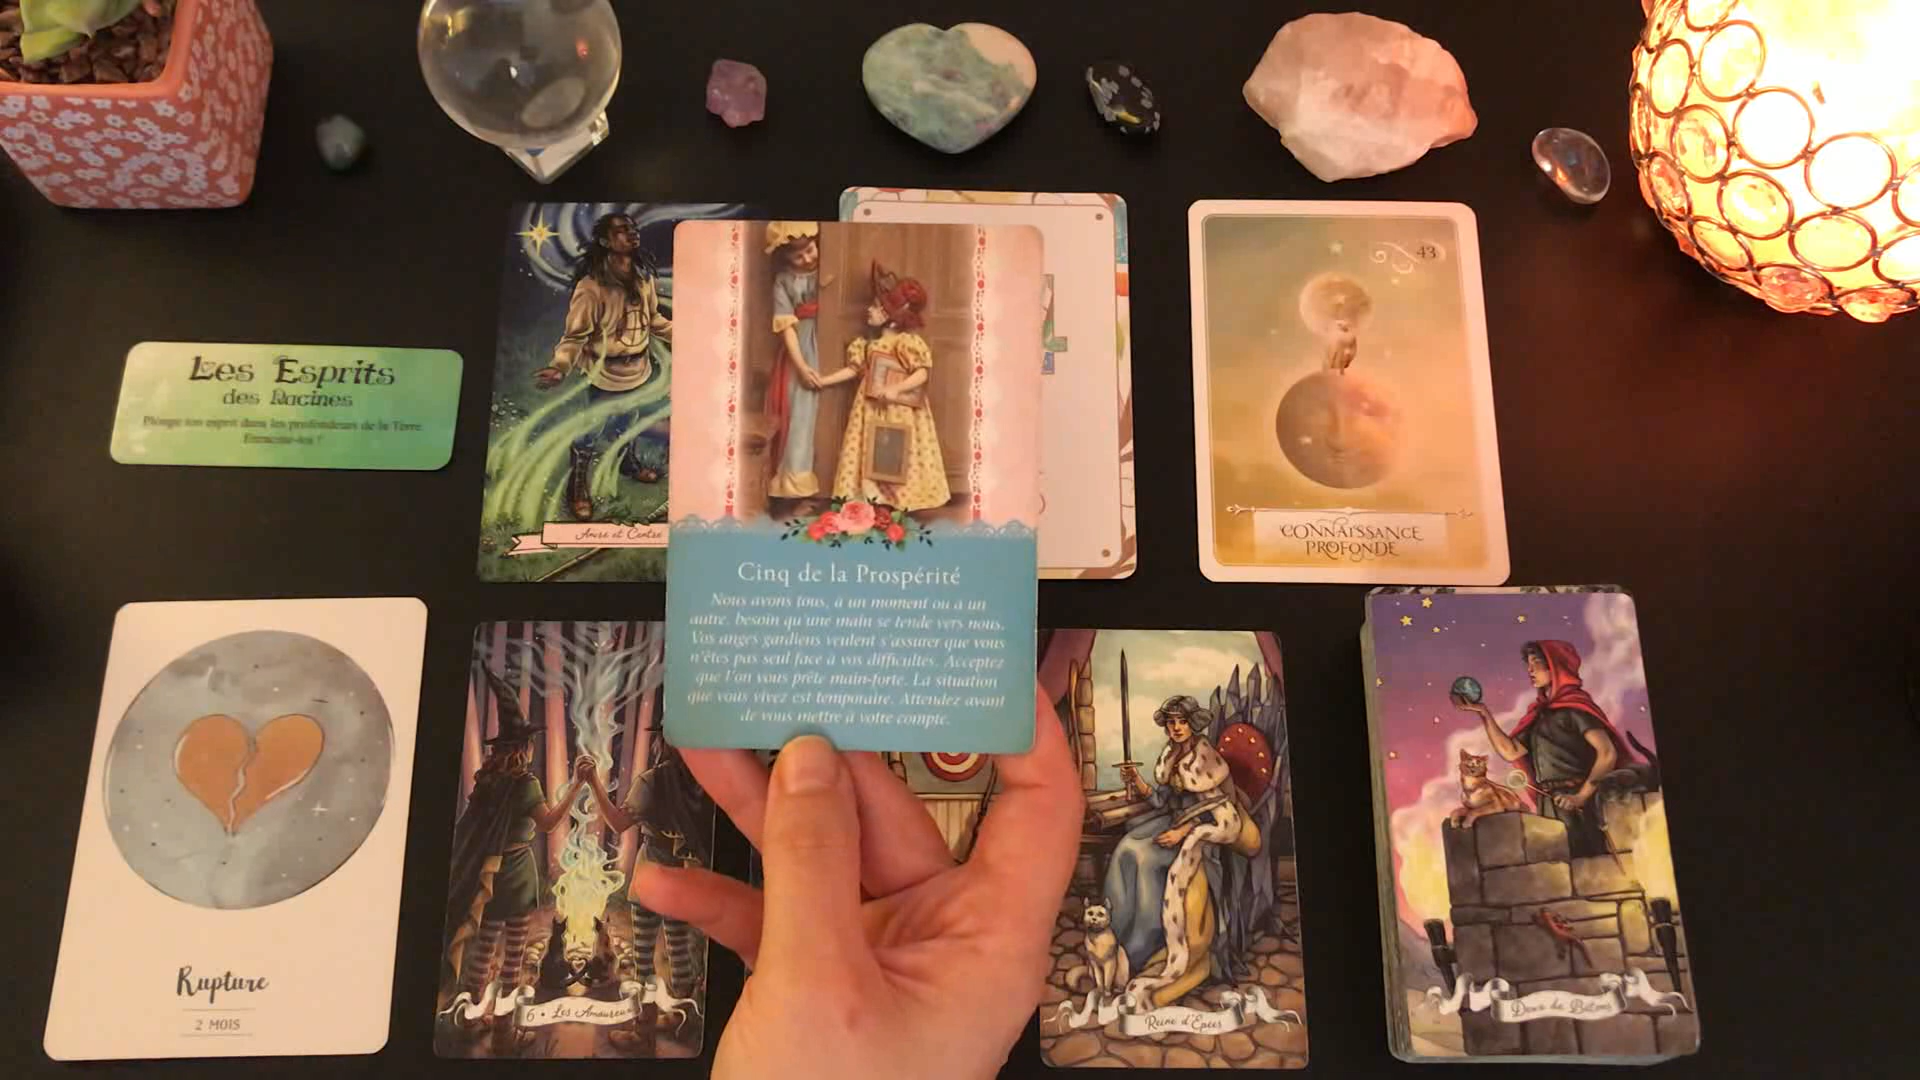 Les Esprits
des Racines
Plonge ton esprit dans les profondeurs de la Terre.
Enracine-toi !
Ancré et Centré
43
CONNAISSANCE
PROFONDE
Cinq de la Prospérité
Nous avons tous, à un moment ou à un
autre, besoin qu'une main se tende vers nous.
Vos anges gardiens veulent s'assurer que vous
n'êtes pas seul face à vos difficultés. Acceptez
que l'on vous prête main-forte. La situation
que vous vivez est temporaire. Attendez avant
de vous mettre à votre compte.
Rupture
2 MOIS
6 • Les Amoureux
Reine d'Épées
Deux de Bâtons